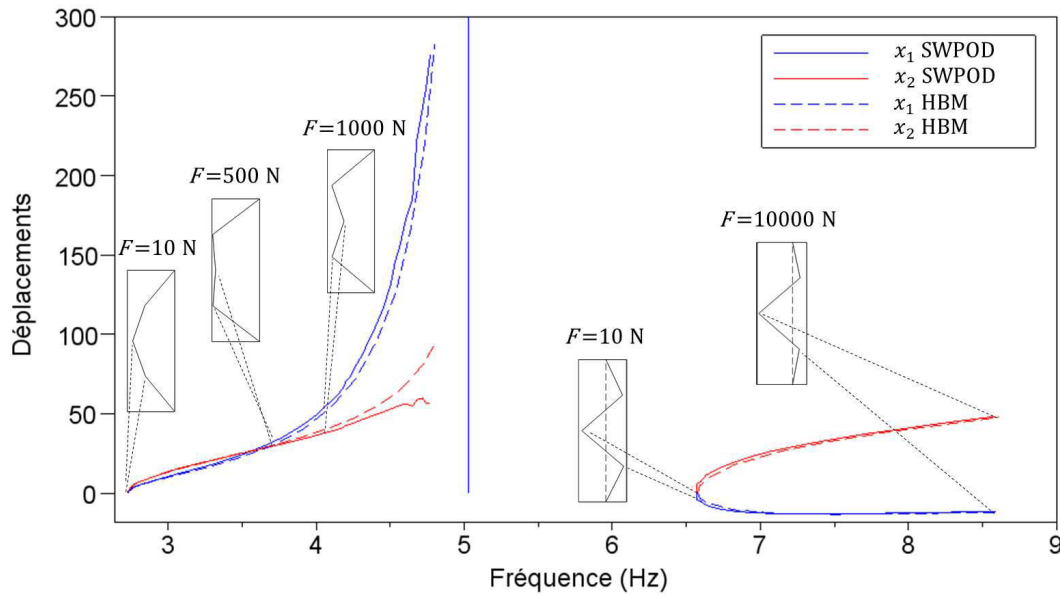 300
250
200
150
100
50
0
Déplacements
x₁ SWPOD
x₂ SWPOD
x₁ HBM
x₂ HBM
F=1000 N
F=500 N
F=10 N
F=10000 N
F=10 N
3
4
5
6
7
8
9
Fréquence (Hz)